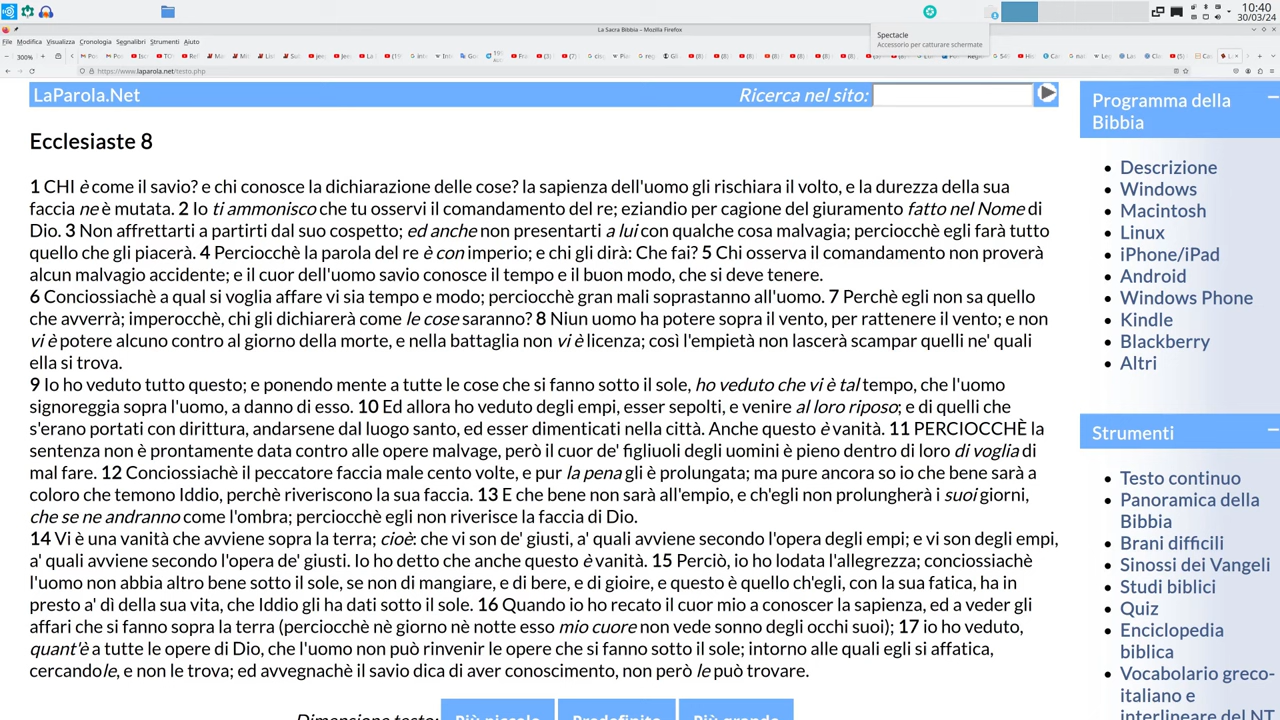 10:40
30/03/24
La Sacra Bibbia – Mozilla Firefox
Spectacle
Accessorio per catturare schermate
File Modifica Visualizza Cronologia Segnalibri Strumenti Aiuto
300%
https://www.laparola.net/testo.php
LaParola.Net
Ricerca nel sito:
Ecclesiaste 8
1 CHI è come il savio? e chi conosce la dichiarazione delle cose? la sapienza dell'uomo gli rischiara il volto, e la durezza della sua
faccia ne è mutata. 2 Io ti ammonisco che tu osservi il comandamento del re; eziandio per cagione del giuramento fatto nel Nome di
Dio. 3 Non affrettarti a partirti dal suo cospetto; ed anche non presentarti a lui con qualche cosa malvagia; perciocchè egli farà tutto
quello che gli piacerà. 4 Perciocchè la parola del re è con imperio; e chi gli dirà: Che fai? 5 Chi osserva il comandamento non proverà
alcun malvagio accidente; e il cuor dell'uomo savio conosce il tempo e il buon modo, che si deve tenere.
6 Conciossiachè a qual si voglia affare vi sia tempo e modo; perciocchè gran mali soprastanno all'uomo. 7 Perchè egli non sa quello
che avverrà; imperocchè, chi gli dichiarerà come le cose saranno? 8 Niun uomo ha potere sopra il vento, per rattenere il vento; e non
vi è potere alcuno contro al giorno della morte, e nella battaglia non vi è licenza; così l'empietà non lascerà scampar quelli ne' quali
ella si trova.
9 Io ho veduto tutto questo; e ponendo mente a tutte le cose che si fanno sotto il sole, ho veduto che vi è tal tempo, che l'uomo
signoreggia sopra l'uomo, a danno di esso. 10 Ed allora ho veduto degli empi, esser sepolti, e venire al loro riposo; e di quelli che
s'erano portati con dirittura, andarsene dal luogo santo, ed esser dimenticati nella città. Anche questo è vanità. 11 PERCIOCCHÈ la
sentenza non è prontamente data contro alle opere malvage, però il cuor de' figliuoli degli uomini è pieno dentro di loro di voglia di
mal fare. 12 Conciossiachè il peccatore faccia male cento volte, e pur la pena gli è prolungata; ma pure ancora so io che bene sarà a
coloro che temono Iddio, perchè riveriscono la sua faccia. 13 E che bene non sarà all'empio, e ch'egli non prolungherà i suoi giorni,
che se ne andranno come l'ombra; perciocchè egli non riverisce la faccia di Dio.
14 Vi è una vanità che avviene sopra la terra; cioè: che vi son de' giusti, a' quali avviene secondo l'opera degli empi; e vi son degli empi,
a' quali avviene secondo l'opera de' giusti. Io ho detto che anche questo è vanità. 15 Perciò, io ho lodata l'allegrezza; conciossiachè
l'uomo non abbia altro bene sotto il sole, se non di mangiare, e di bere, e di gioire, e questo è quello ch'egli, con la sua fatica, ha in
presto a' dì della sua vita, che Iddio gli ha dati sotto il sole. 16 Quando io ho recato il cuor mio a conoscer la sapienza, ed a veder gli
affari che si fanno sopra la terra (perciocchè nè giorno nè notte esso mio cuore non vede sonno degli occhi suoi); 17 io ho veduto,
quant'è a tutte le opere di Dio, che l'uomo non può rinvenir le opere che si fanno sotto il sole; intorno alle quali egli si affatica,
cercandole, e non le trova; ed avvegnachè il savio dica di aver conoscimento, non però le può trovare.
Dimensione testo: Più piccolo Predefinito Più grande
Programma della
Bibbia
Descrizione
Windows
Macintosh
Linux
iPhone/iPad
Android
Windows Phone
Kindle
Blackberry
Altri
Strumenti
Testo continuo
Panoramica della
Bibbia
Brani difficili
Sinossi dei Vangeli
Studi biblici
Quiz
Enciclopedia
biblica
Vocabolario greco-
italiano e
interlineare del NT